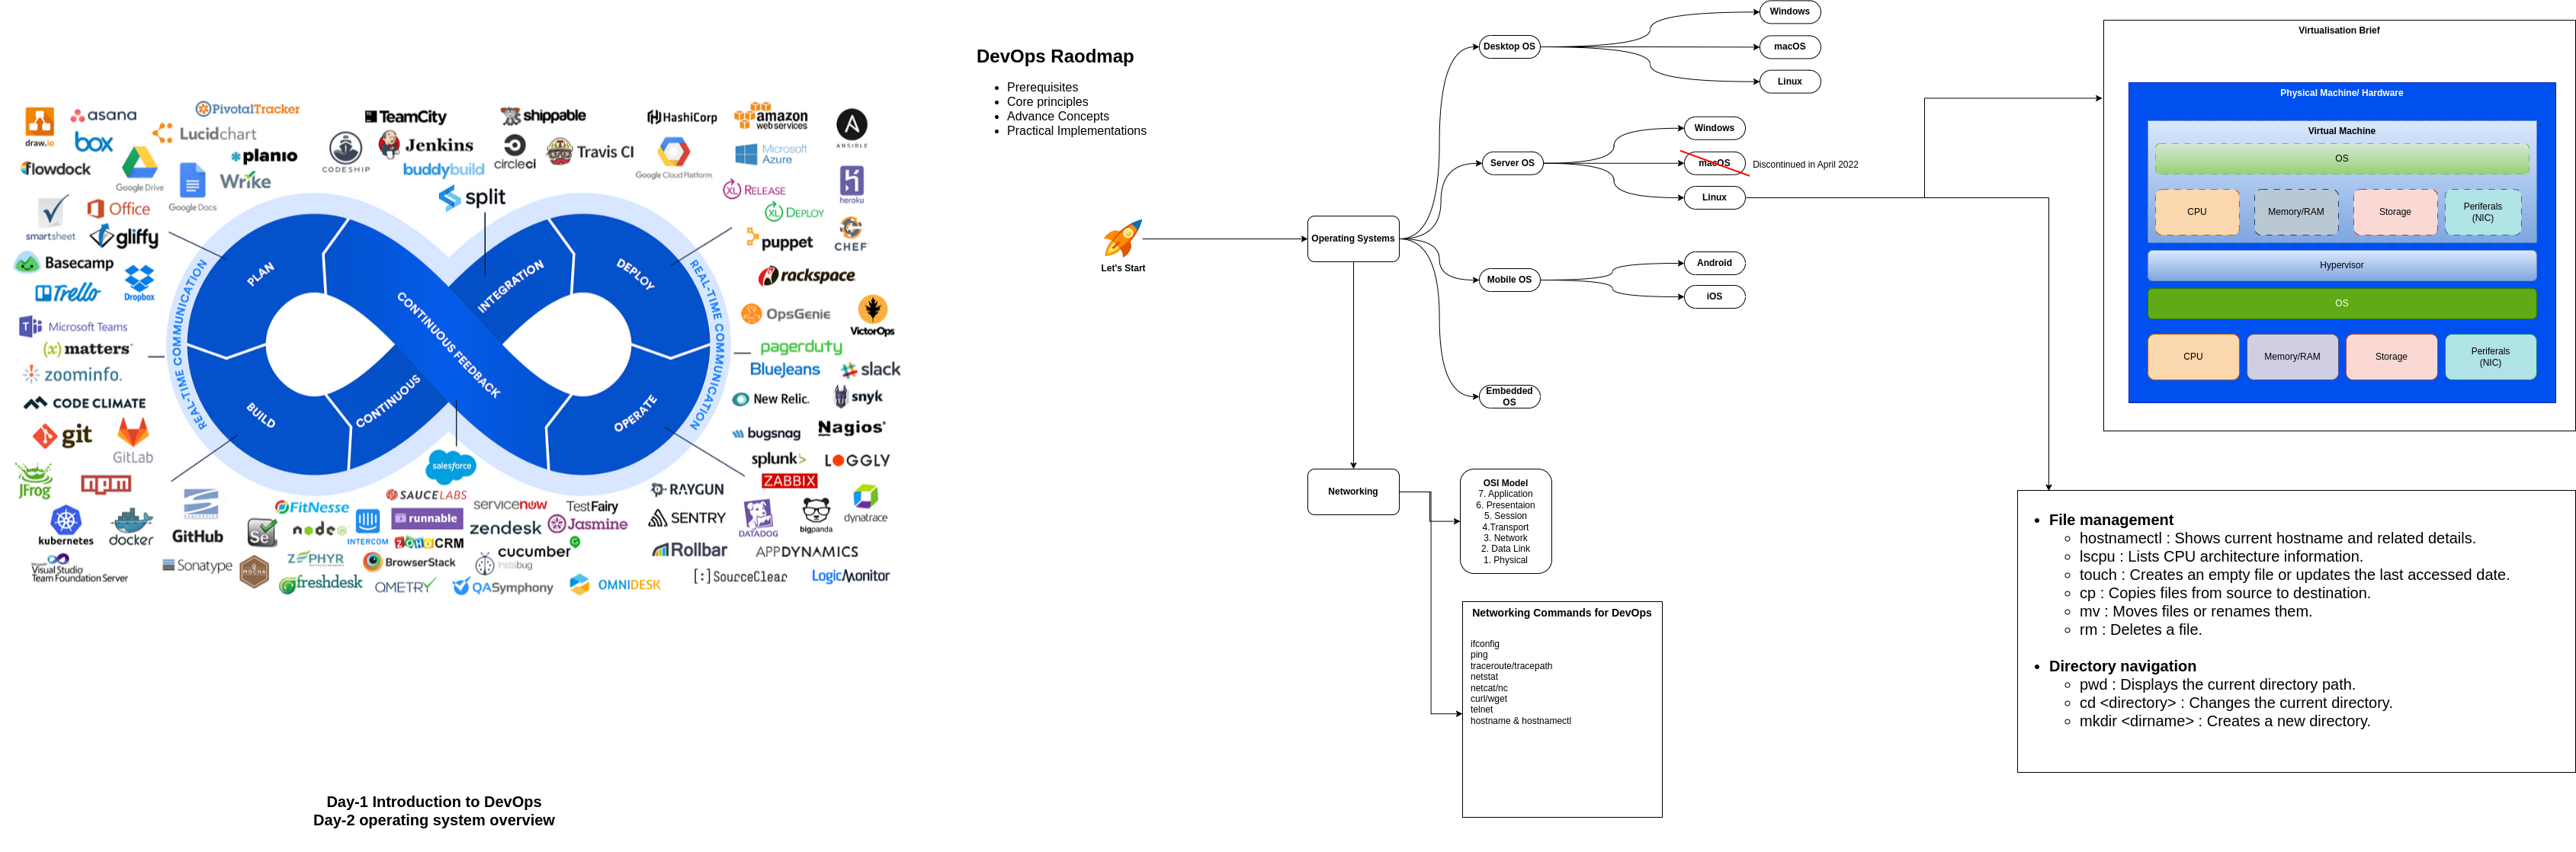 PivotalTracker
draw.io
asana
box
Lucidchart
flowdock
Google Drive
planio
Google Docs
Wrike
smartsheet
Office
gliffy
Basecamp
Trello
Dropbox
Microsoft Teams
(x) matters
zoominfo.
CODE CLIMATE
git
GitLab
JFrog
npm
kubernetes
docker
GitHub
Visual Studio
Team Foundation Server
TeamCity
CODESHIP
Jenkins
buddybuild
shippable
circleci
Travis CI
split
HashiCorp
Google Cloud Platform
amazon
web services
Microsoft
Azure
ANSIBLE
XL RELEASE
XL DEPLOY
heroku
puppet
CHEF
rackspace
OpsGenie
VictorOps
pagerduty
BlueJeans
slack
New Relic.
snyk
bugsnag
Nagios
splunk>
LOGGLY
ZABBIX
RAYGUN
SENTRY
DATADOG
bigpanda
dynatrace
Rollbar
APPDYNAMICS
[:]SourceClear
LogicMonitor
PLAN
BUILD
CONTINUOUS
INTEGRATION
DEPLOY
OPERATE
CONTINUOUS FEEDBACK
REAL-TIME COMMUNICATION
REAL-TIME COMMUNICATION
salesforce
SAUCELABS
FitNesse
Se
node
INTERCOM
runnable
ZOHO CRM
servicenow
zendesk
TestFairy
Jasmine
cucumber
instabug
Sonatype
MOCHA
ZEPHYR
BrowserStack
freshdesk
QMETRY
QASymphony
OMNIDESK
Day-1 Introduction to DevOps
Day-2 operating system overview
DevOps Raodmap
Prerequisites
Core principles
Advance Concepts
Practical Implementations
Let's Start
Operating Systems
Desktop OS
Windows
macOS
Linux
Server OS
Windows
macOS
Discontinued in April 2022
Linux
Mobile OS
Android
iOS
Embedded
OS
Networking
OSI Model
7. Application
6. Presentaion
5. Session
4.Transport
3. Network
2. Data Link
1. Physical
Networking Commands for DevOps
ifconfig
ping
traceroute/tracepath
netstat
netcat/nc
curl/wget
telnet
hostname & hostnamectl
Virtualisation Brief
Physical Machine/ Hardware
Virtual Machine
OS
CPU
Memory/RAM
Storage
Periferals
(NIC)
Hypervisor
OS
CPU
Memory/RAM
Storage
Periferals
(NIC)
File management
hostnamectl : Shows current hostname and related details.
lscpu : Lists CPU architecture information.
touch : Creates an empty file or updates the last accessed date.
cp : Copies files from source to destination.
mv : Moves files or renames them.
rm : Deletes a file.
Directory navigation
pwd : Displays the current directory path.
cd <directory> : Changes the current directory.
mkdir <dirname> : Creates a new directory.